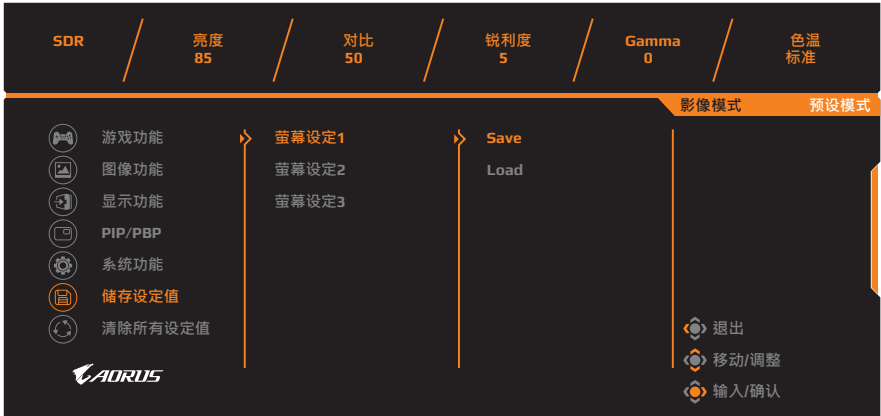 SDR
亮度
85
对比
50
锐利度
5
Gamma
0
色温
标准
影像模式 预设模式
游戏功能
图像功能
显示功能
PIP/PBP
系统功能
储存设定值
清除所有设定值
萤幕设定1
萤幕设定2
萤幕设定3
Save
Load
退出
移动/调整
输入/确认
AORUS